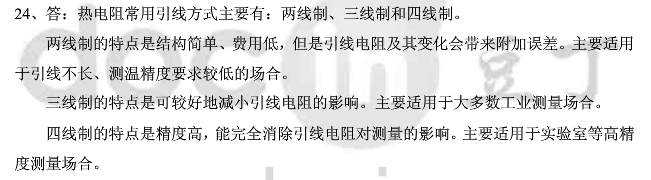 24、答：热电阻常用引线方式主要有：两线制、三线制和四线制。
两线制的特点是结构简单、费用低，但是引线电阻及其变化会带来附加误差。主要适用
于引线不长、测温精度要求较低的场合。
三线制的特点是可较好地减小引线电阻的影响。主要适用于大多数工业测量场合。
四线制的特点是精度高，能完全消除引线电阻对测量的影响。主要适用于实验室等高精
度测量场合。
docin
豆丁